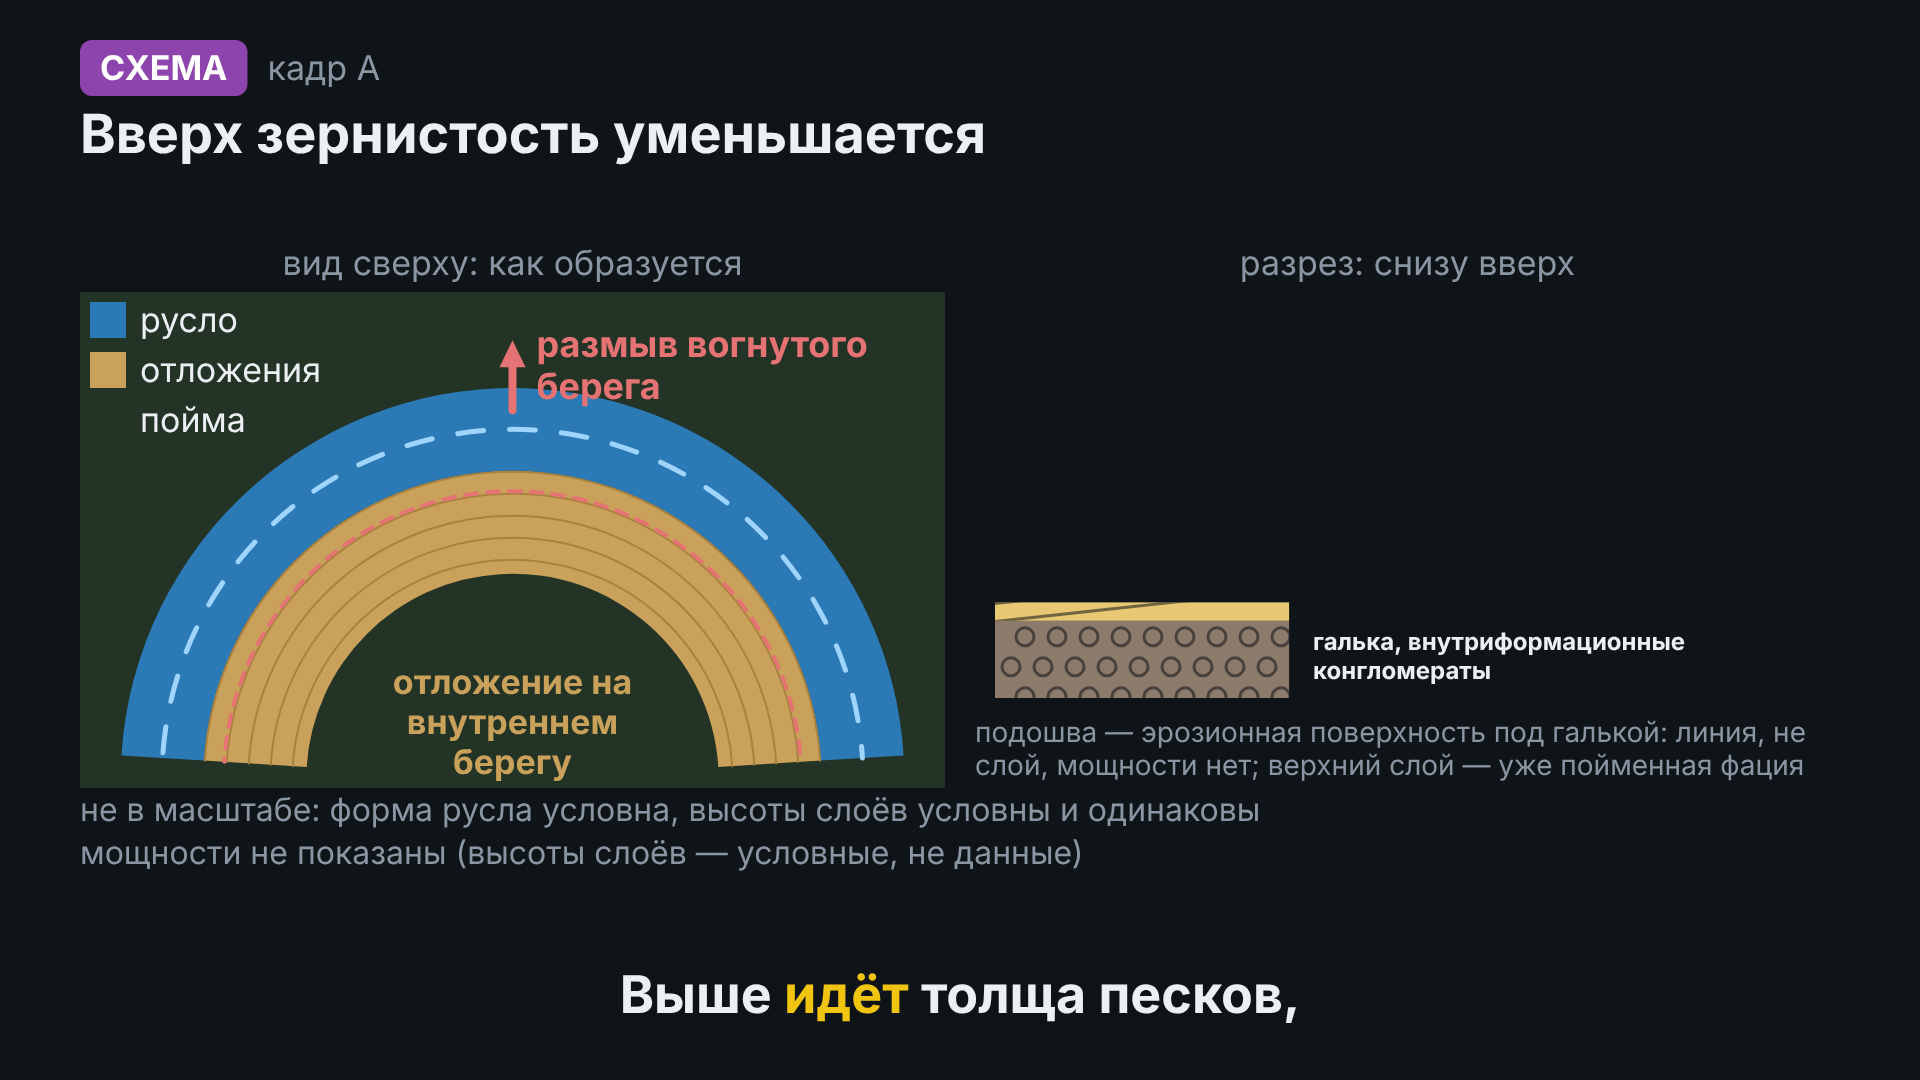 СХЕМА кадр А
Вверх зернистость уменьшается
вид сверху: как образуется
русло
отложения
пойма
размыв вогнутого
берега
отложение на
внутреннем
берегу
разрез: снизу вверх
галька, внутриформационные
конгломераты
подошва — эрозионная поверхность под галькой: линия, не
слой, мощности нет; верхний слой — уже пойменная фация
не в масштабе: форма русла условна, высоты слоёв условны и одинаковы
мощности не показаны (высоты слоёв — условные, не данные)
Выше идёт толща песков,